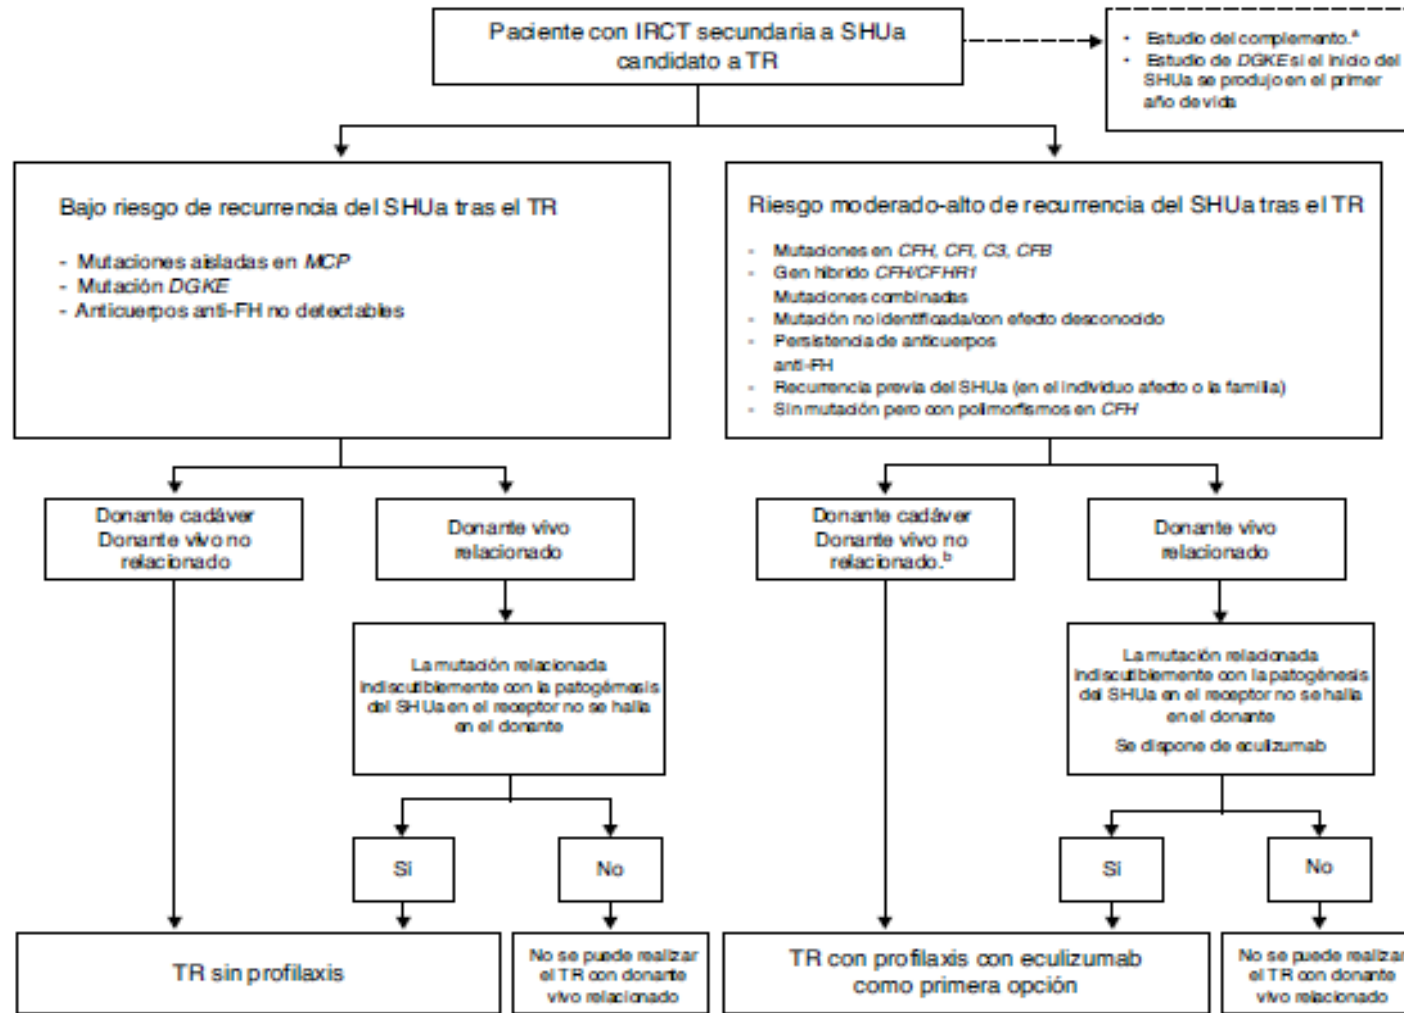 Paciente con IRCT secundaria a SHUa
candidato a TR
• Estudio del complemento.a
• Estudio de DGKE si el inicio del
SHUa se produjo en el primer
año de vida
Bajo riesgo de recurrencia del SHUa tras el TR
- Mutaciones aisladas en MCP
- Mutación DGKE
- Anticuerpos anti-FH no detectables
Riesgo moderado-alto de recurrencia del SHUa tras el TR
- Mutaciones en CFH, CFI, C3, CFB
- Gen híbrido CFH/CFHR1
Mutaciones combinadas
- Mutación no identificada/con efecto desconocido
- Persistencia de anticuerpos
anti-FH
- Recurrencia previa del SHUa (en el individuo afecto o la familia)
- Sin mutación pero con polimorfismos en CFH
Donante cadáver
Donante vivo no
relacionado
Donante vivo
relacionado
Donante cadáver
Donante vivo no
relacionado.b
Donante vivo
relacionado
La mutación relacionada
indiscutiblemente con la patogémesis
del SHUa en el receptor no se halla
en el donante
La mutación relacionada
indiscutiblemente con la patogénesis
del SHUa en el receptor no se halla
en el donante
Se dispone de eculizumab
Sí
No
Sí
No
TR sin profilaxis
No se puede realizar
el TR con donante
vivo relacionado
TR con profilaxis con eculizumab
como primera opción
No se puede realizar
el TR con donante
vivo relacionado